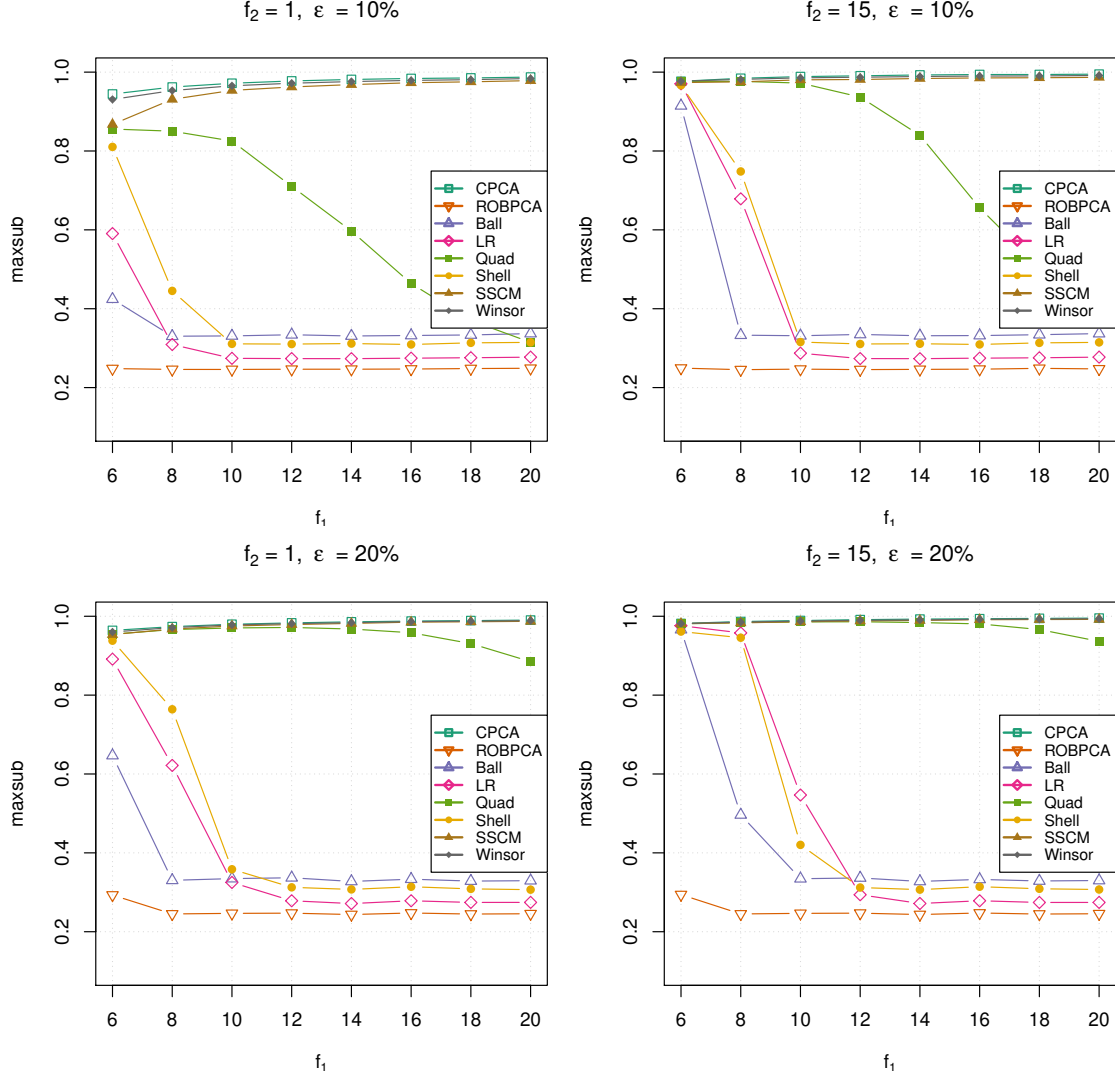 f₂ = 1, ε = 10%
maxsub
1.0
0.8
0.6
0.4
0.2
CPCA
ROBPCA
Ball
LR
Quad
Shell
SSCM
Winsor
6 8 10 12 14 16 18 20
f₁
f₂ = 15, ε = 10%
maxsub
1.0
0.8
0.6
0.4
0.2
CPCA
ROBPCA
Ball
LR
Quad
Shell
SSCM
Winsor
6 8 10 12 14 16 18 20
f₁
f₂ = 1, ε = 20%
maxsub
1.0
0.8
0.6
0.4
0.2
CPCA
ROBPCA
Ball
LR
Quad
Shell
SSCM
Winsor
6 8 10 12 14 16 18 20
f₁
f₂ = 15, ε = 20%
maxsub
1.0
0.8
0.6
0.4
0.2
CPCA
ROBPCA
Ball
LR
Quad
Shell
SSCM
Winsor
6 8 10 12 14 16 18 20
f₁